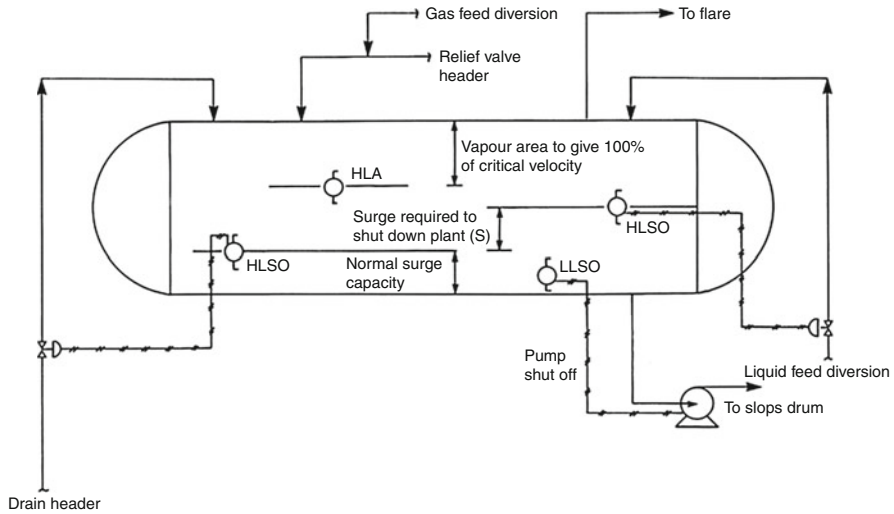 Gas feed diversion
To flare
Relief valve
header
Vapour area to give 100%
of critical velocity
HLA
Surge required to
shut down plant (S)
HLSO
HLSO
Normal surge
capacity
LLSO
Pump
shut off
Liquid feed diversion
To slops drum
Drain header